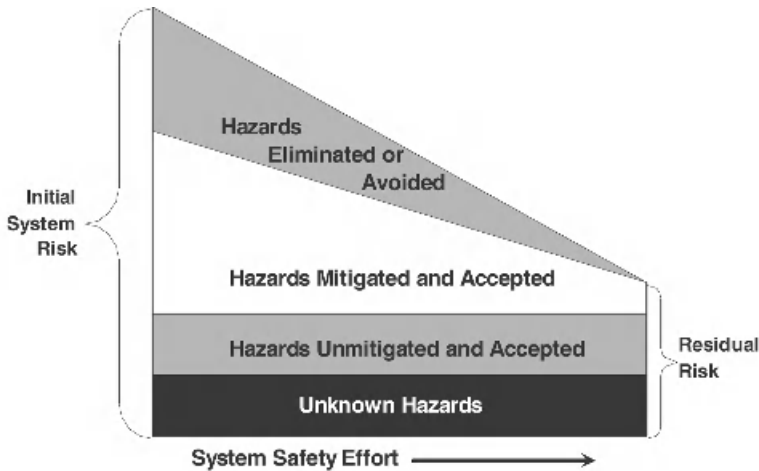 Hazards
Eliminated or
Avoided
Initial
System
Risk
Hazards Mitigated and Accepted
Hazards Unmitigated and Accepted
Residual
Risk
Unknown Hazards
System Safety Effort